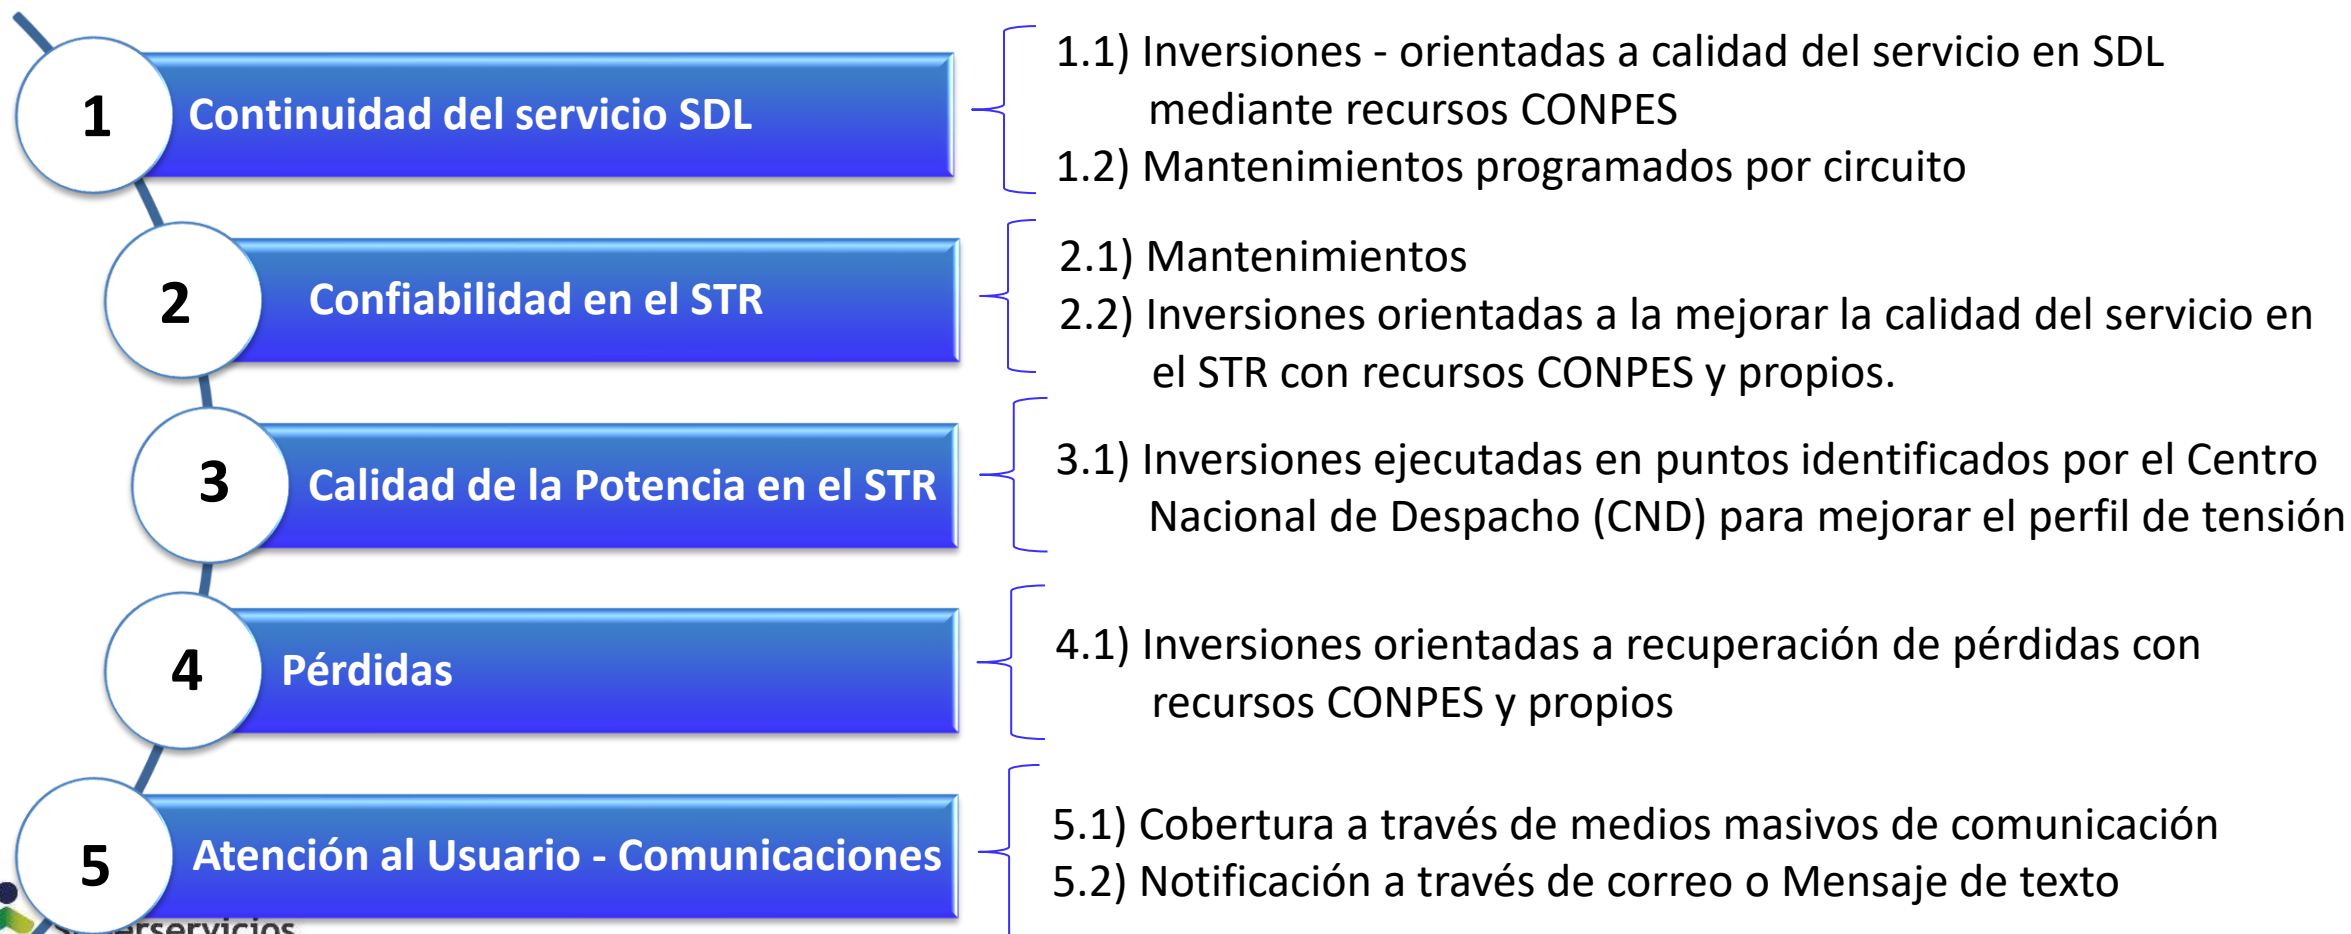 1
Continuidad del servicio SDL
1.1) Inversiones - orientadas a calidad del servicio en SDL
mediante recursos CONPES
1.2) Mantenimientos programados por circuito
2
Confiabilidad en el STR
2.1) Mantenimientos
2.2) Inversiones orientadas a la mejorar la calidad del servicio en
el STR con recursos CONPES y propios.
3
Calidad de la Potencia en el STR
3.1) Inversiones ejecutadas en puntos identificados por el Centro
Nacional de Despacho (CND) para mejorar el perfil de tensión
4
Pérdidas
4.1) Inversiones orientadas a recuperación de pérdidas con
recursos CONPES y propios
5
Atención al Usuario - Comunicaciones
5.1) Cobertura a través de medios masivos de comunicación
5.2) Notificación a través de correo o Mensaje de texto